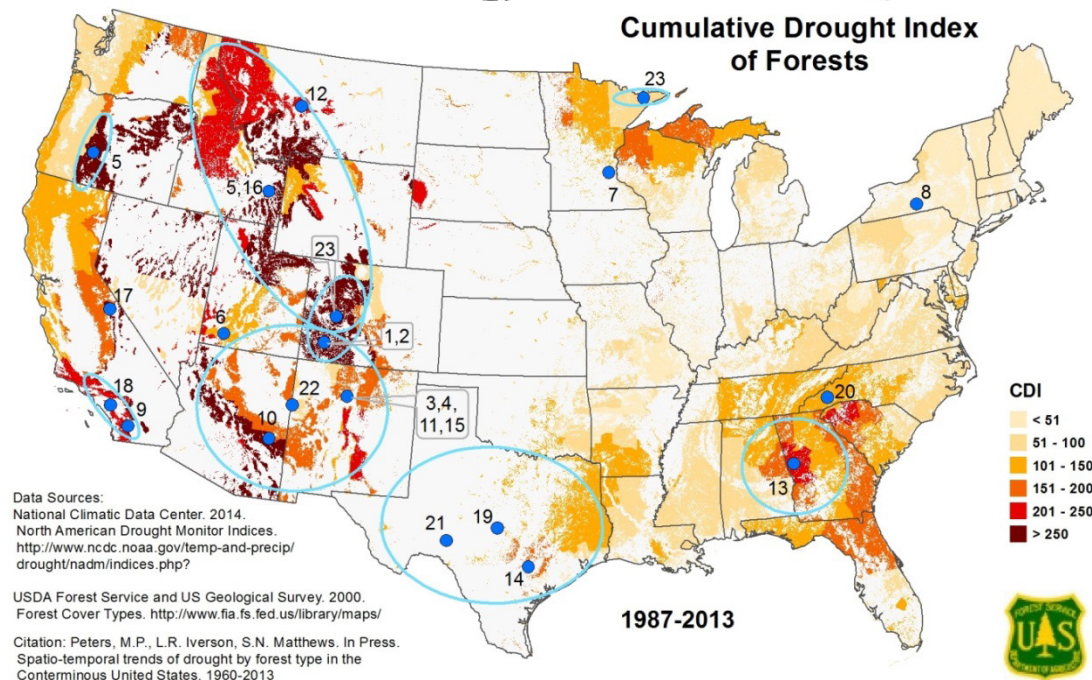 Cumulative Drought Index
of Forests
23
12
5
5,16
7
8
23
17
6
1,2
18
9
22
3,4,
11,15
10
20
13
21
19
14
CDI
< 51
51 - 100
101 - 150
151 - 200
201 - 250
> 250
Data Sources:
National Climatic Data Center. 2014.
North American Drought Monitor Indices.
http://www.ncdc.noaa.gov/temp-and-precip/
drought/nadm/indices.php?
USDA Forest Service and US Geological Survey. 2000.
Forest Cover Types. http://www.fia.fs.fed.us/library/maps/
Citation: Peters, M.P., L.R. Iverson, S.N. Matthews. In Press.
Spatio-temporal trends of drought by forest type in the
Conterminous United States, 1960-2013
1987-2013
FOREST SERVICE
U S
DEPARTMENT OF AGRICULTURE